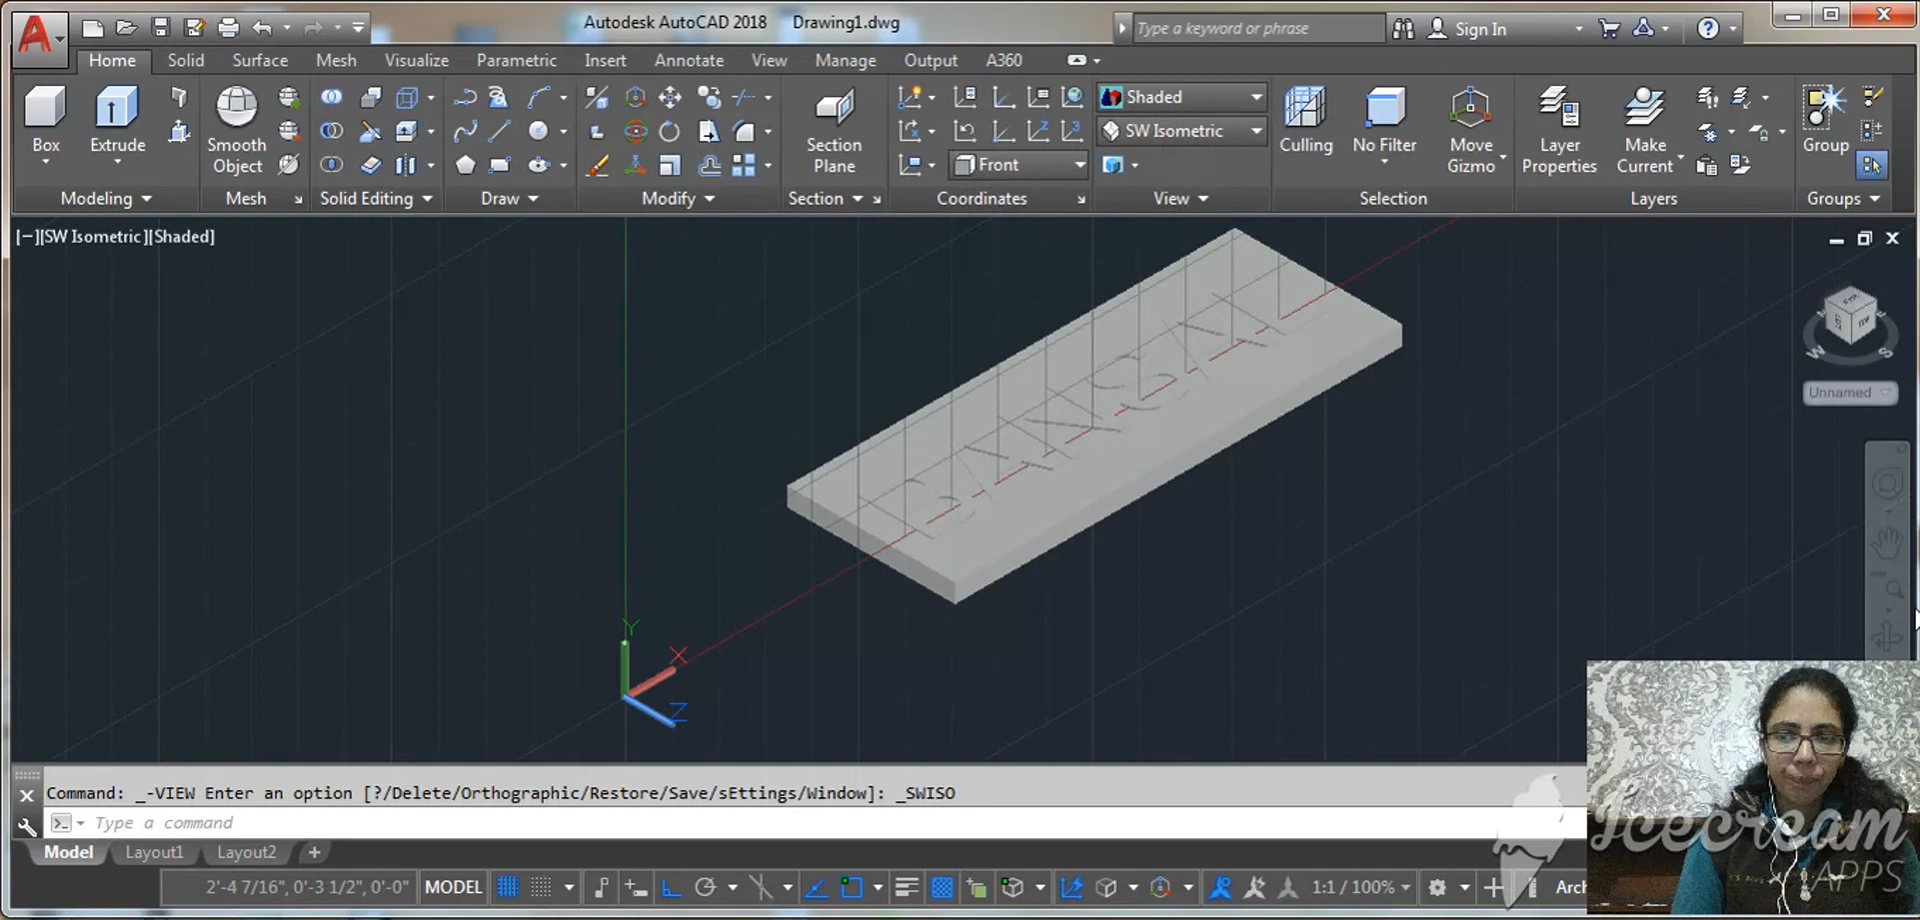 Autodesk AutoCAD 2018 Drawing1.dwg
Type a keyword or phrase
Sign In
Home Solid Surface Mesh Visualize Parametric Insert Annotate View Manage Output A360
Box
Extrude
Smooth Object
Section Plane
Shaded
SW Isometric
Front
Culling
No Filter
Move Gizmo
Layer Properties
Make Current
Group
Modeling Mesh Solid Editing Draw Modify Section Coordinates View Selection Layers Groups
[−][SW Isometric][Shaded]
W S
Unnamed
Y
X
Z
Command: _-VIEW Enter an option [?/Delete/Orthographic/Restore/Save/sEttings/Window]: _SWISO
Type a command
Model Layout1 Layout2 +
2'-4 7/16", 0'-3 1/2", 0'-0" MODEL 1:1 / 100% Arch
Icecream
APPS